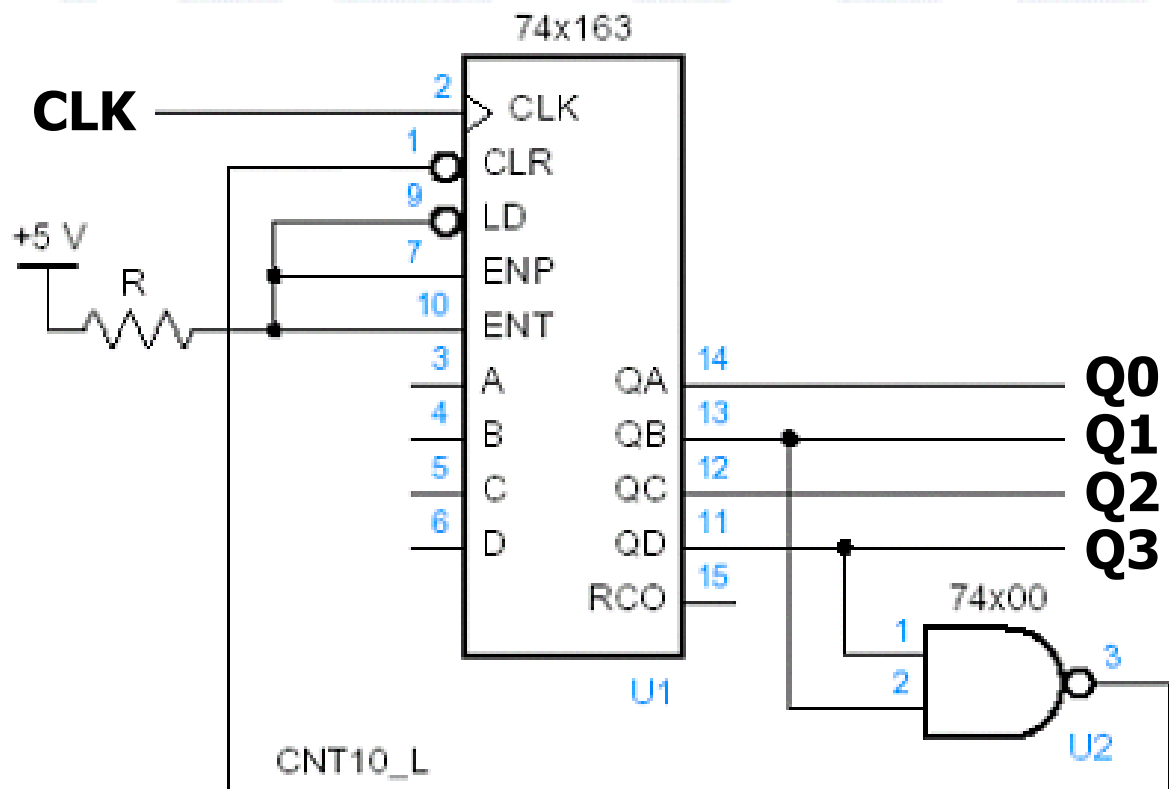 74x163
CLK
2
CLK
1
CLR
9
LD
+5 V
7
ENP
R
10
ENT
3
A
QA
14
Q0
4
B
QB
13
Q1
5
C
QC
12
Q2
6
D
QD
11
Q3
RCO
15
74x00
1
2
3
U1
U2
CNT10_L